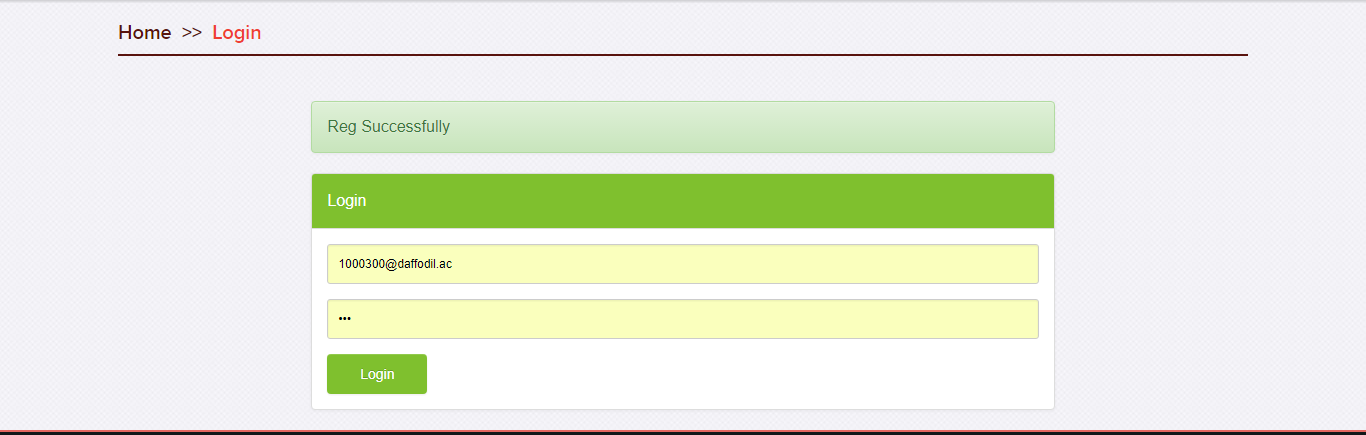 Home >> Login
Reg Successfully
Login
1000300@daffodil.ac
•••
Login